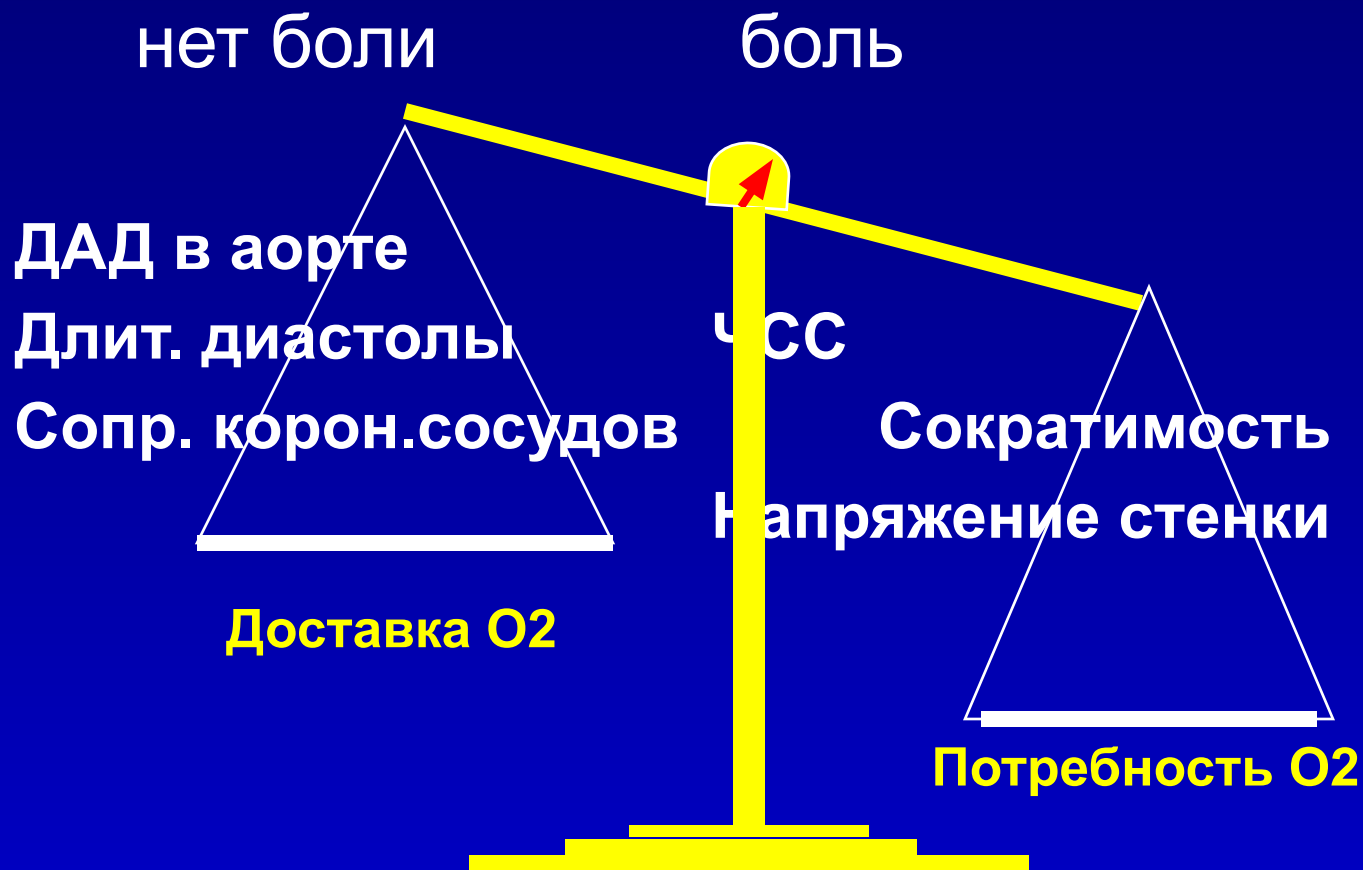 нет боли
боль
ДАД в аорте
Длит. диастолы
ЧСС
Сопр. корон.сосудов
Сократимость
Напряжение стенки
Доставка О2
Потребность О2